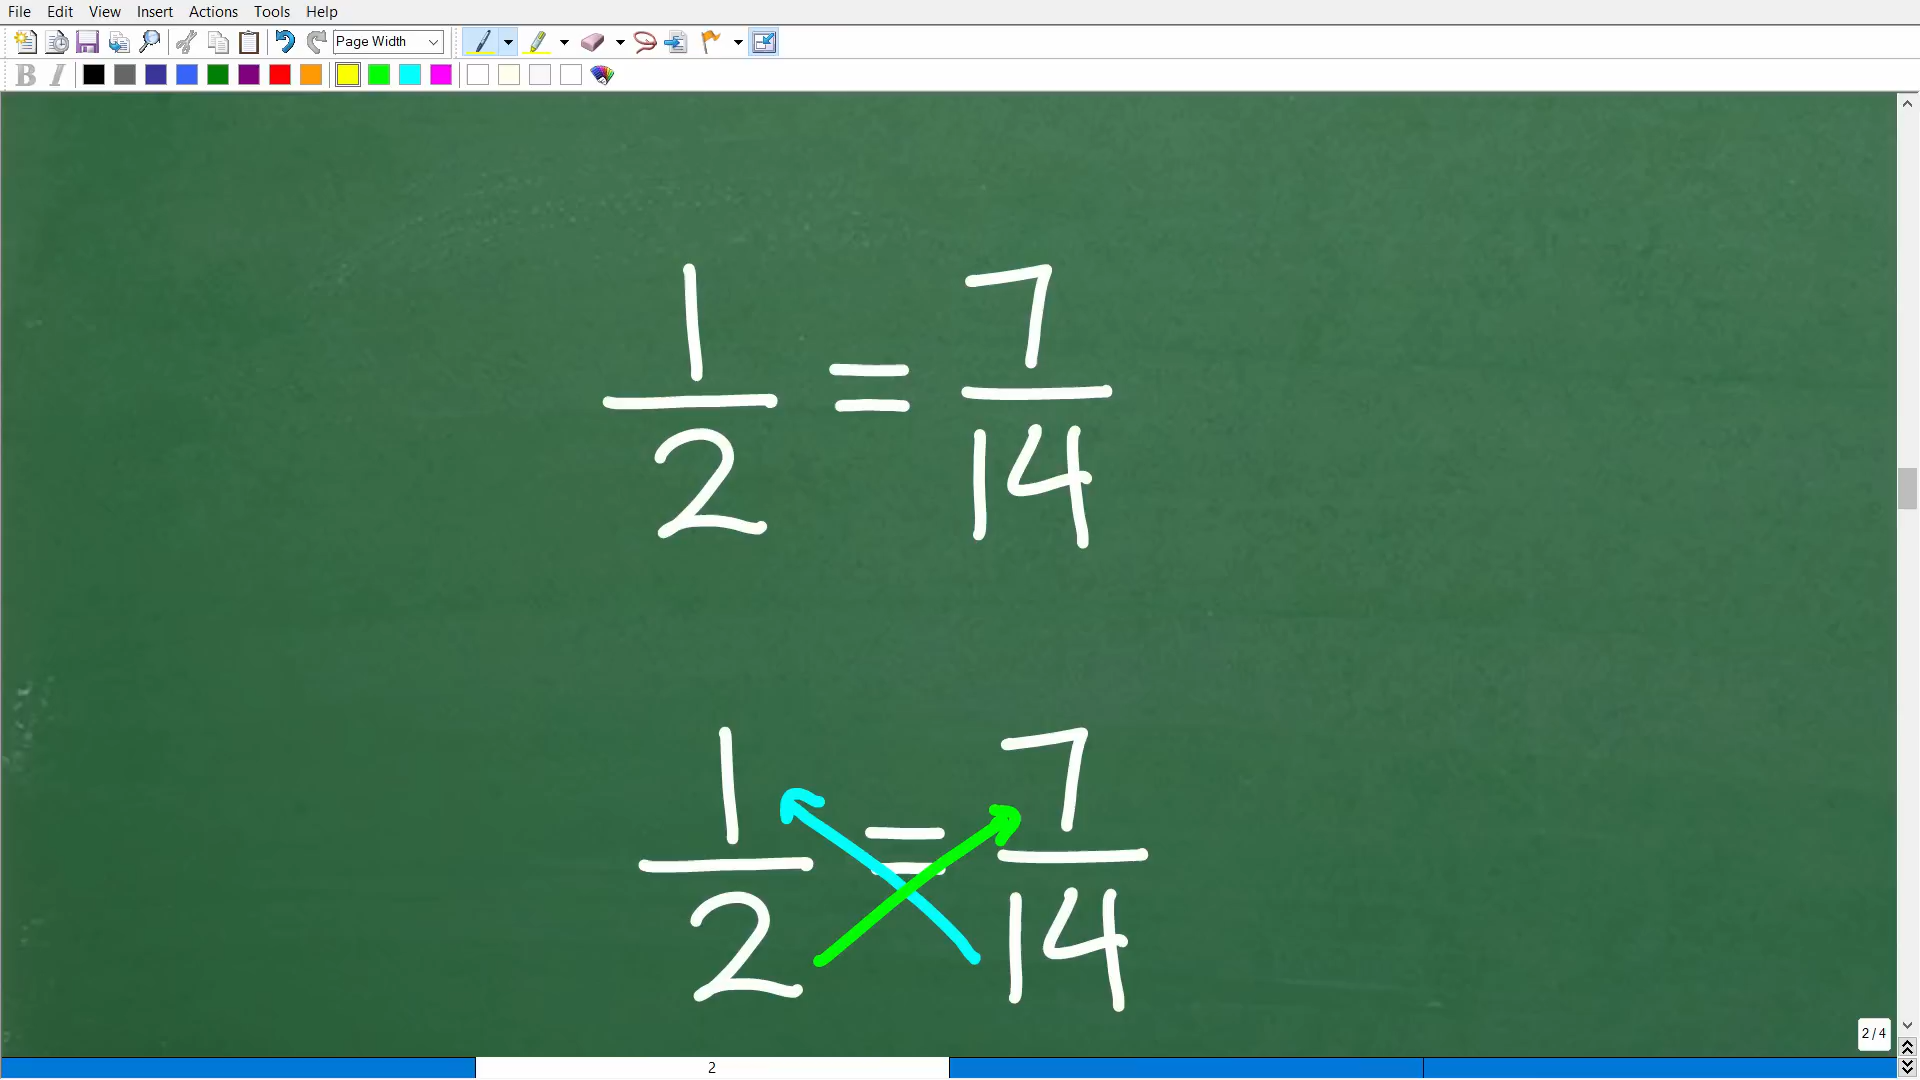 File Edit View Insert Actions Tools Help
Page Width
B I
1/2 = 7/14
1/2 = 7/14
2 / 4
2